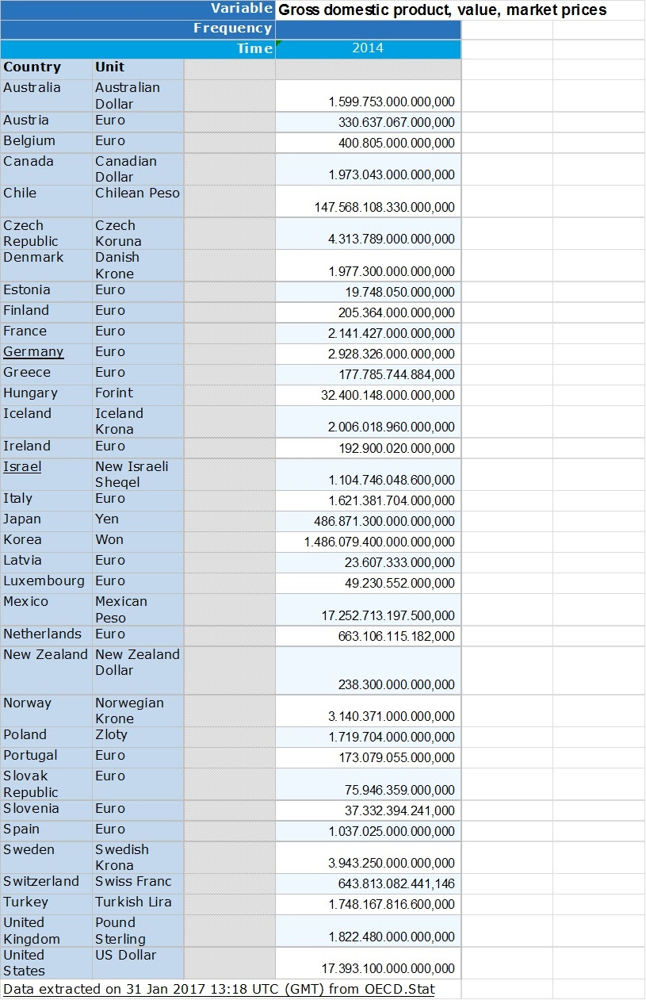 Variable Gross domestic product, value, market prices
Frequency
Time 2014
Country Unit
Australia Australian
Dollar
1.599.753.000.000,000
Austria Euro 330.637.067.000,000
Belgium Euro 400.805.000.000,000
Canada Canadian
Dollar
1.973.043.000.000,000
Chile Chilean Peso
147.568.108.330.000,000
Czech Czech
Republic Koruna 4.313.789.000.000,000
Denmark Danish
Krone 1.977.300.000.000,000
Estonia Euro 19.748.050.000,000
Finland Euro 205.364.000.000,000
France Euro 2.141.427.000.000,000
Germany Euro 2.928.326.000.000,000
Greece Euro 177.785.744.884,000
Hungary Forint 32.400.148.000.000,000
Iceland Iceland
Krona 2.006.018.960.000,000
Ireland Euro 192.900.020.000,000
Israel New Israeli
Sheqel 1.104.746.048.600,000
Italy Euro 1.621.381.704.000,000
Japan Yen 486.871.300.000.000,000
Korea Won 1.486.079.400.000.000,000
Latvia Euro 23.607.333.000,000
Luxembourg Euro 49.230.552.000,000
Mexico Mexican
Peso 17.252.713.197.500,000
Netherlands Euro 663.106.115.182,000
New Zealand New Zealand
Dollar
238.300.000.000,000
Norway Norwegian
Krone 3.140.371.000.000,000
Poland Zloty 1.719.704.000.000,000
Portugal Euro 173.079.055.000,000
Slovak Euro
Republic 75.946.359.000,000
Slovenia Euro 37.332.394.241,000
Spain Euro 1.037.025.000.000,000
Sweden Swedish
Krona 3.943.250.000.000,000
Switzerland Swiss Franc 643.813.082.441,146
Turkey Turkish Lira 1.748.167.816.600,000
United Pound
Kingdom Sterling 1.822.480.000.000,000
United US Dollar
States 17.393.100.000.000,000
Data extracted on 31 Jan 2017 13:18 UTC (GMT) from OECD.Stat